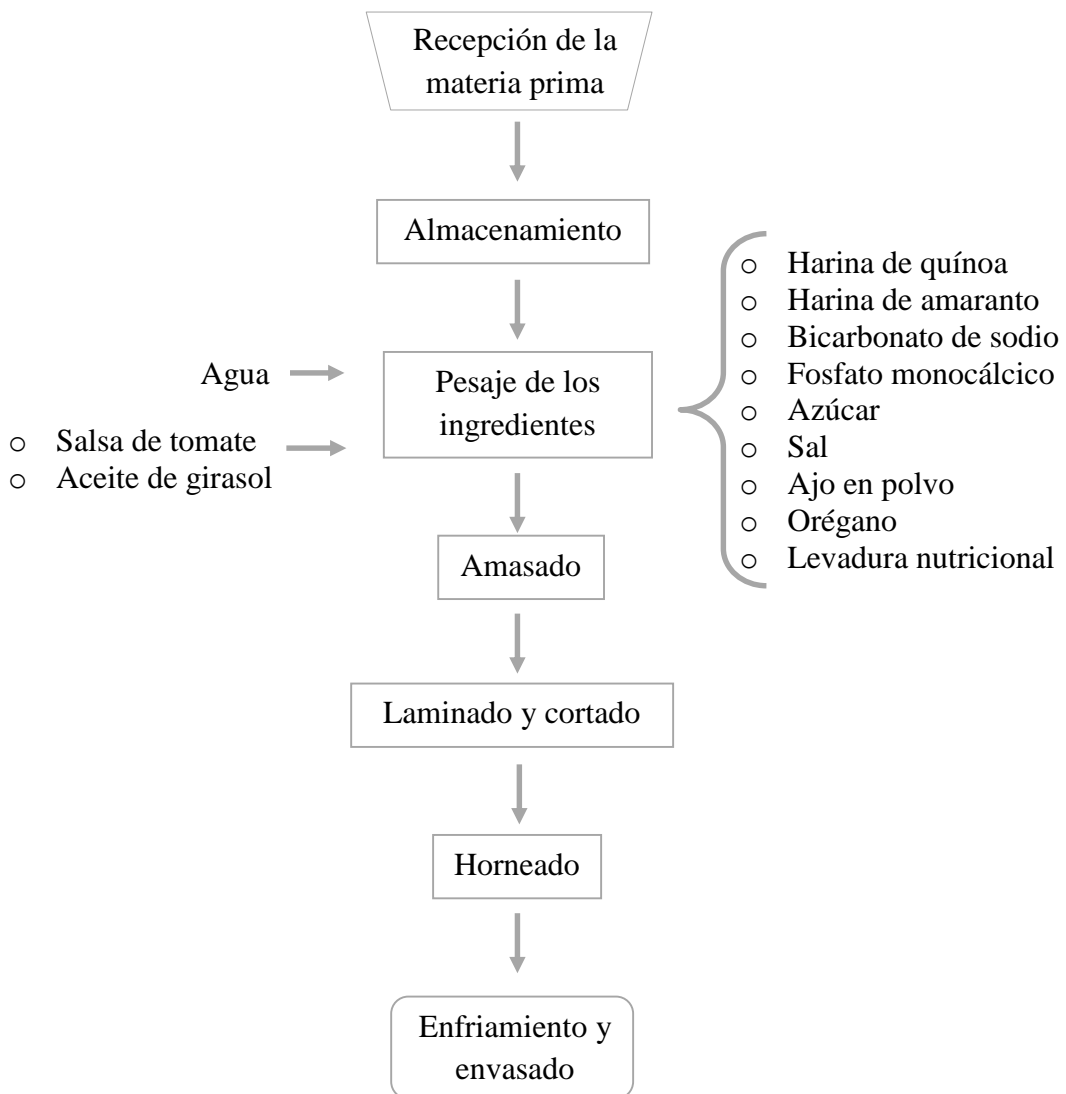 Recepción de la
materia prima
Almacenamiento
Agua
o Salsa de tomate
o Aceite de girasol
Pesaje de los
ingredientes
o Harina de quínoa
o Harina de amaranto
o Bicarbonato de sodio
o Fosfato monocálcico
o Azúcar
o Sal
o Ajo en polvo
o Orégano
o Levadura nutricional
Amasado
Laminado y cortado
Horneado
Enfriamiento y
envasado